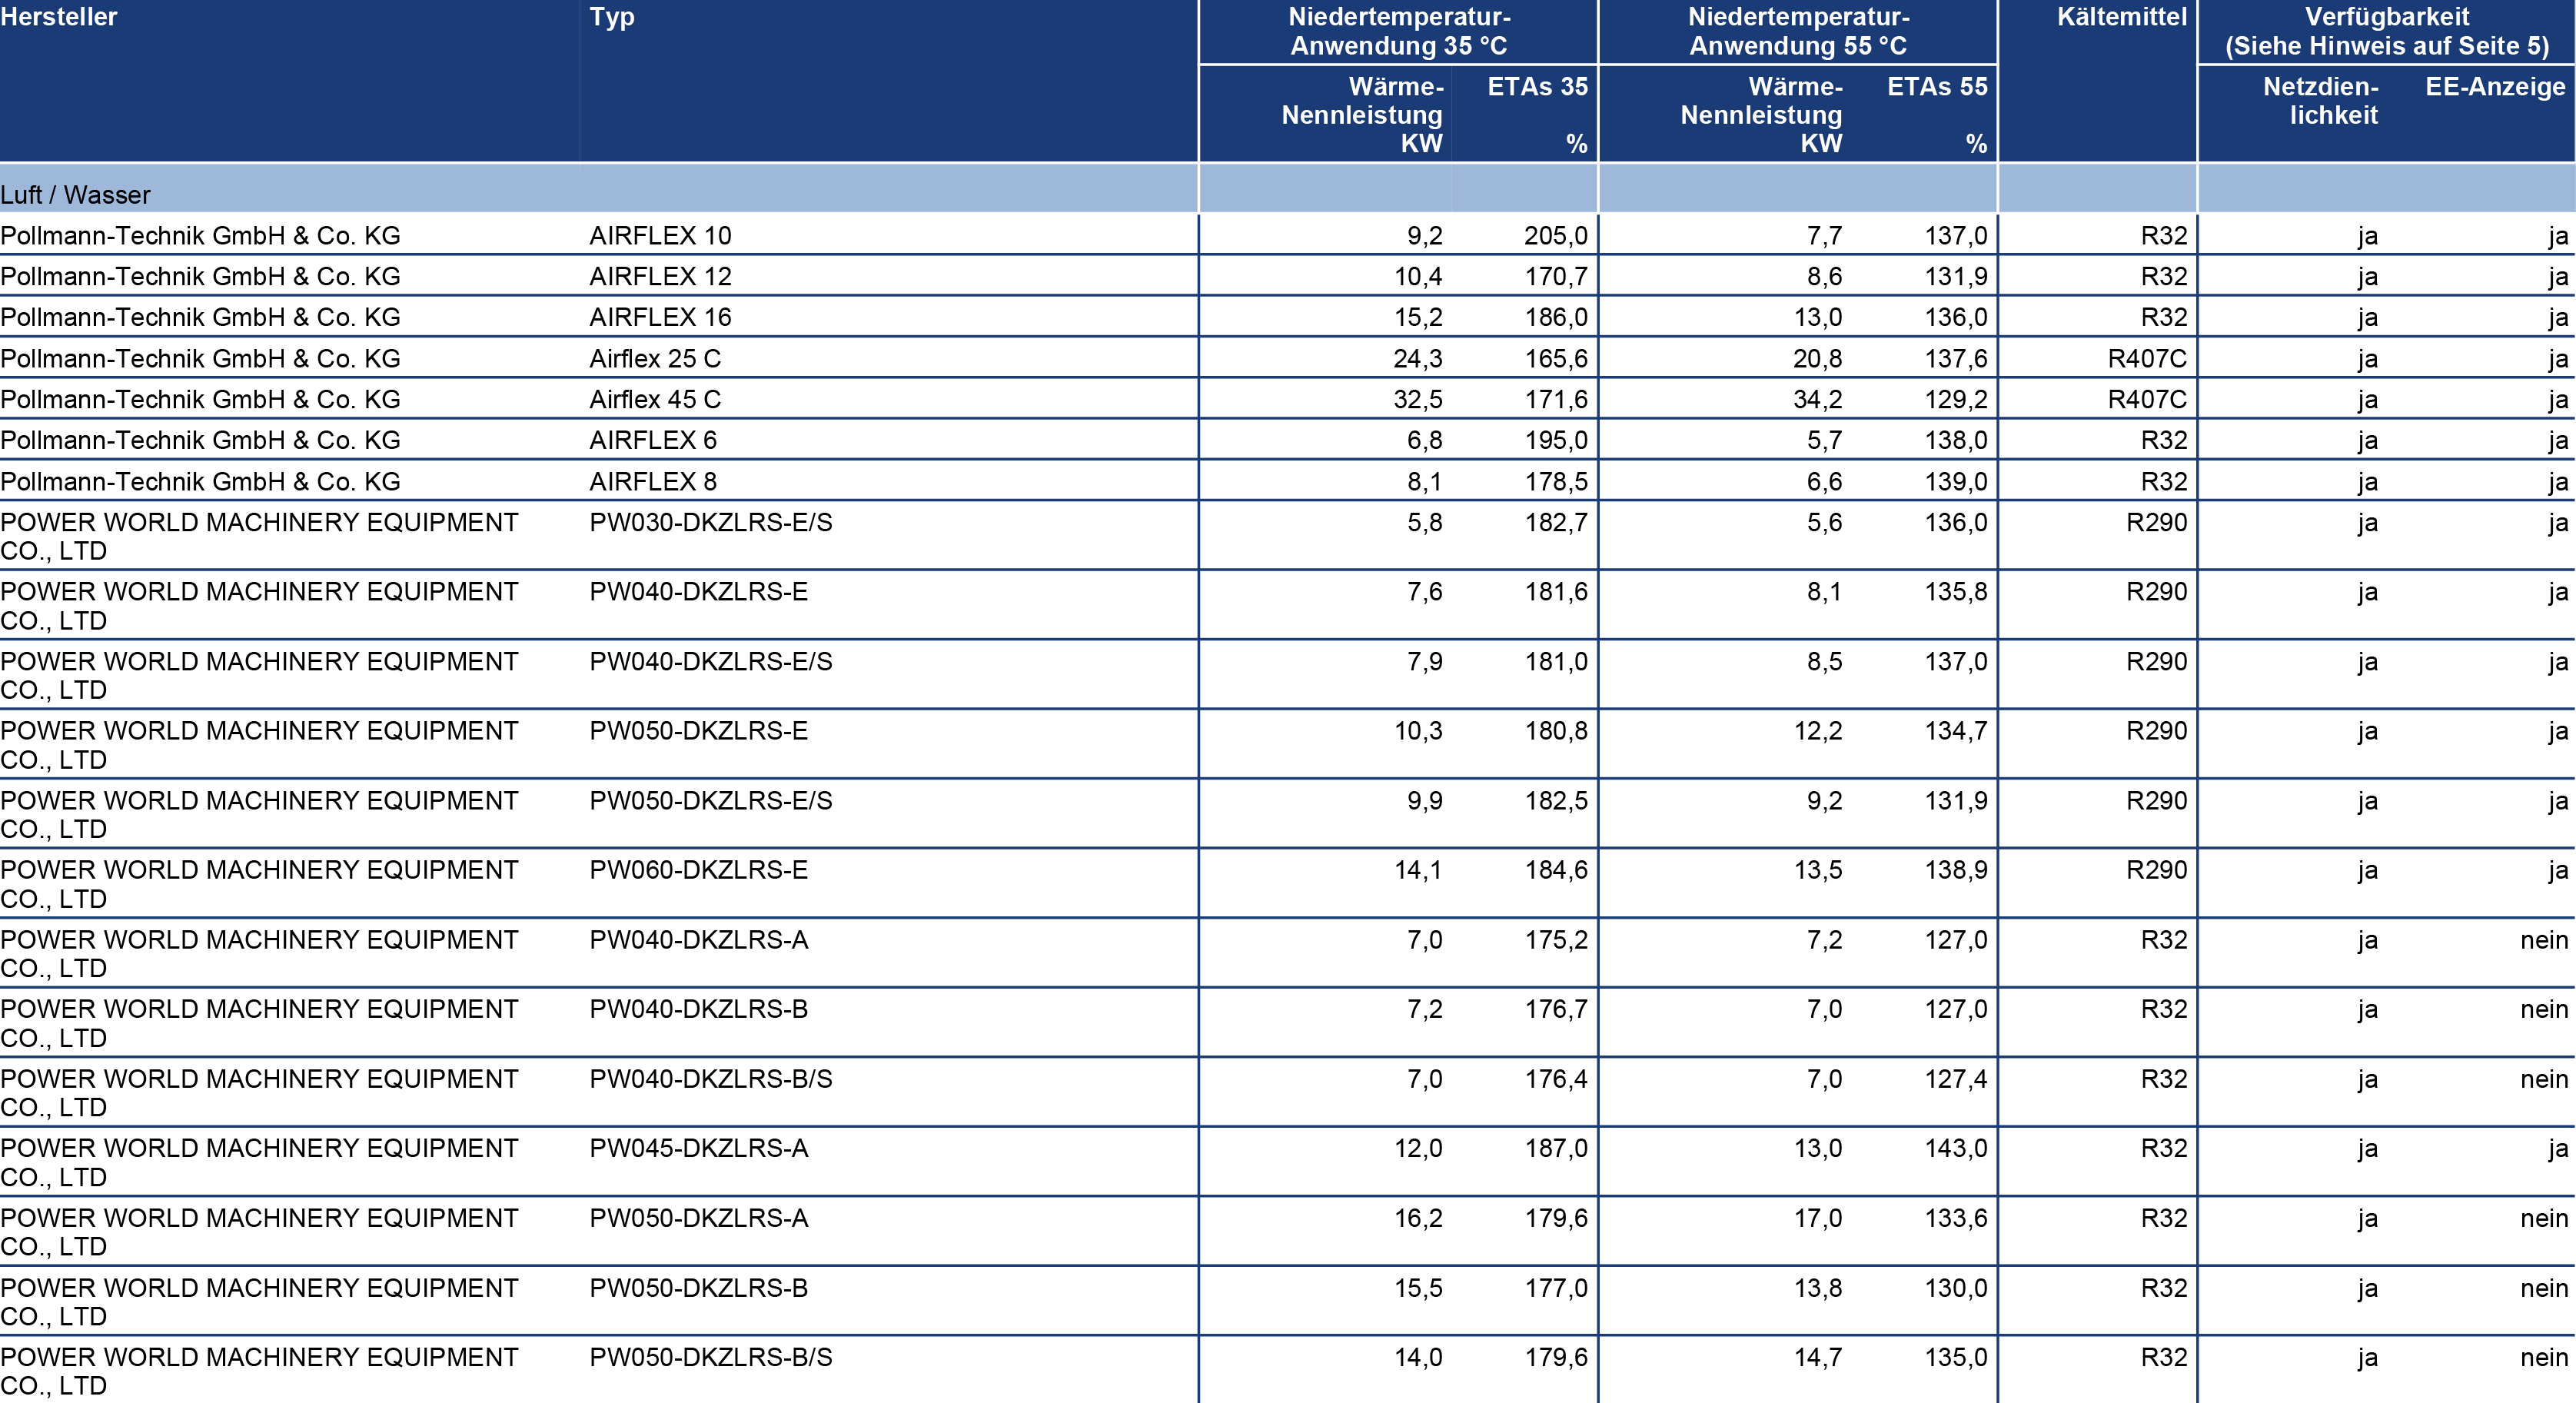 Hersteller Typ Niedertemperatur- Niedertemperatur- Kältemittel Verfügbarkeit
Anwendung 35 °C Anwendung 55 °C (Siehe Hinweis auf Seite 5)
Wärme- ETAs 35 Wärme- ETAs 55 Netzdien- EE-Anzeige
Nennleistung Nennleistung lichkeit
KW % KW %
Luft / Wasser
Pollmann-Technik GmbH & Co. KG AIRFLEX 10 9,2 205,0 7,7 137,0 R32 ja ja
Pollmann-Technik GmbH & Co. KG AIRFLEX 12 10,4 170,7 8,6 131,9 R32 ja ja
Pollmann-Technik GmbH & Co. KG AIRFLEX 16 15,2 186,0 13,0 136,0 R32 ja ja
Pollmann-Technik GmbH & Co. KG Airflex 25 C 24,3 165,6 20,8 137,6 R407C ja ja
Pollmann-Technik GmbH & Co. KG Airflex 45 C 32,5 171,6 34,2 129,2 R407C ja ja
Pollmann-Technik GmbH & Co. KG AIRFLEX 6 6,8 195,0 5,7 138,0 R32 ja ja
Pollmann-Technik GmbH & Co. KG AIRFLEX 8 8,1 178,5 6,6 139,0 R32 ja ja
POWER WORLD MACHINERY EQUIPMENT PW030-DKZLRS-E/S 5,8 182,7 5,6 136,0 R290 ja ja
CO., LTD
POWER WORLD MACHINERY EQUIPMENT PW040-DKZLRS-E 7,6 181,6 8,1 135,8 R290 ja ja
CO., LTD
POWER WORLD MACHINERY EQUIPMENT PW040-DKZLRS-E/S 7,9 181,0 8,5 137,0 R290 ja ja
CO., LTD
POWER WORLD MACHINERY EQUIPMENT PW050-DKZLRS-E 10,3 180,8 12,2 134,7 R290 ja ja
CO., LTD
POWER WORLD MACHINERY EQUIPMENT PW050-DKZLRS-E/S 9,9 182,5 9,2 131,9 R290 ja ja
CO., LTD
POWER WORLD MACHINERY EQUIPMENT PW060-DKZLRS-E 14,1 184,6 13,5 138,9 R290 ja ja
CO., LTD
POWER WORLD MACHINERY EQUIPMENT PW040-DKZLRS-A 7,0 175,2 7,2 127,0 R32 ja nein
CO., LTD
POWER WORLD MACHINERY EQUIPMENT PW040-DKZLRS-B 7,2 176,7 7,0 127,0 R32 ja nein
CO., LTD
POWER WORLD MACHINERY EQUIPMENT PW040-DKZLRS-B/S 7,0 176,4 7,0 127,4 R32 ja nein
CO., LTD
POWER WORLD MACHINERY EQUIPMENT PW045-DKZLRS-A 12,0 187,0 13,0 143,0 R32 ja ja
CO., LTD
POWER WORLD MACHINERY EQUIPMENT PW050-DKZLRS-A 16,2 179,6 17,0 133,6 R32 ja nein
CO., LTD
POWER WORLD MACHINERY EQUIPMENT PW050-DKZLRS-B 15,5 177,0 13,8 130,0 R32 ja nein
CO., LTD
POWER WORLD MACHINERY EQUIPMENT PW050-DKZLRS-B/S 14,0 179,6 14,7 135,0 R32 ja nein
CO., LTD